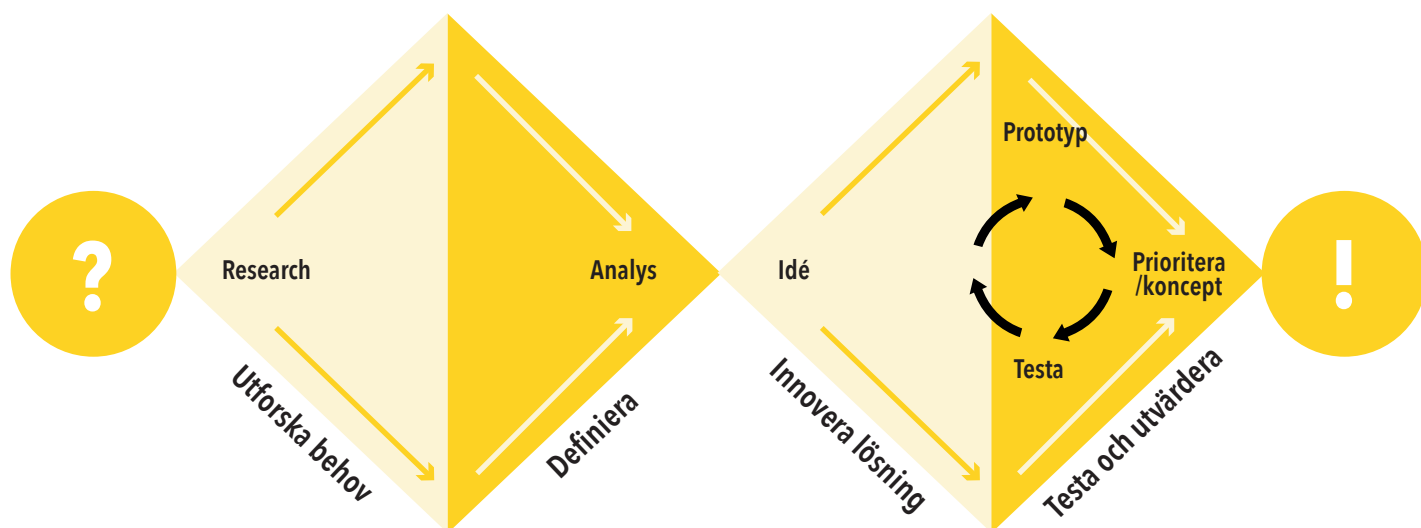 ?
Research
Utforska behov
Analys
Definiera
Idé
Innovera lösning
Prototyp
Prioritera
/koncept
Testa
Testa och utvärdera
!